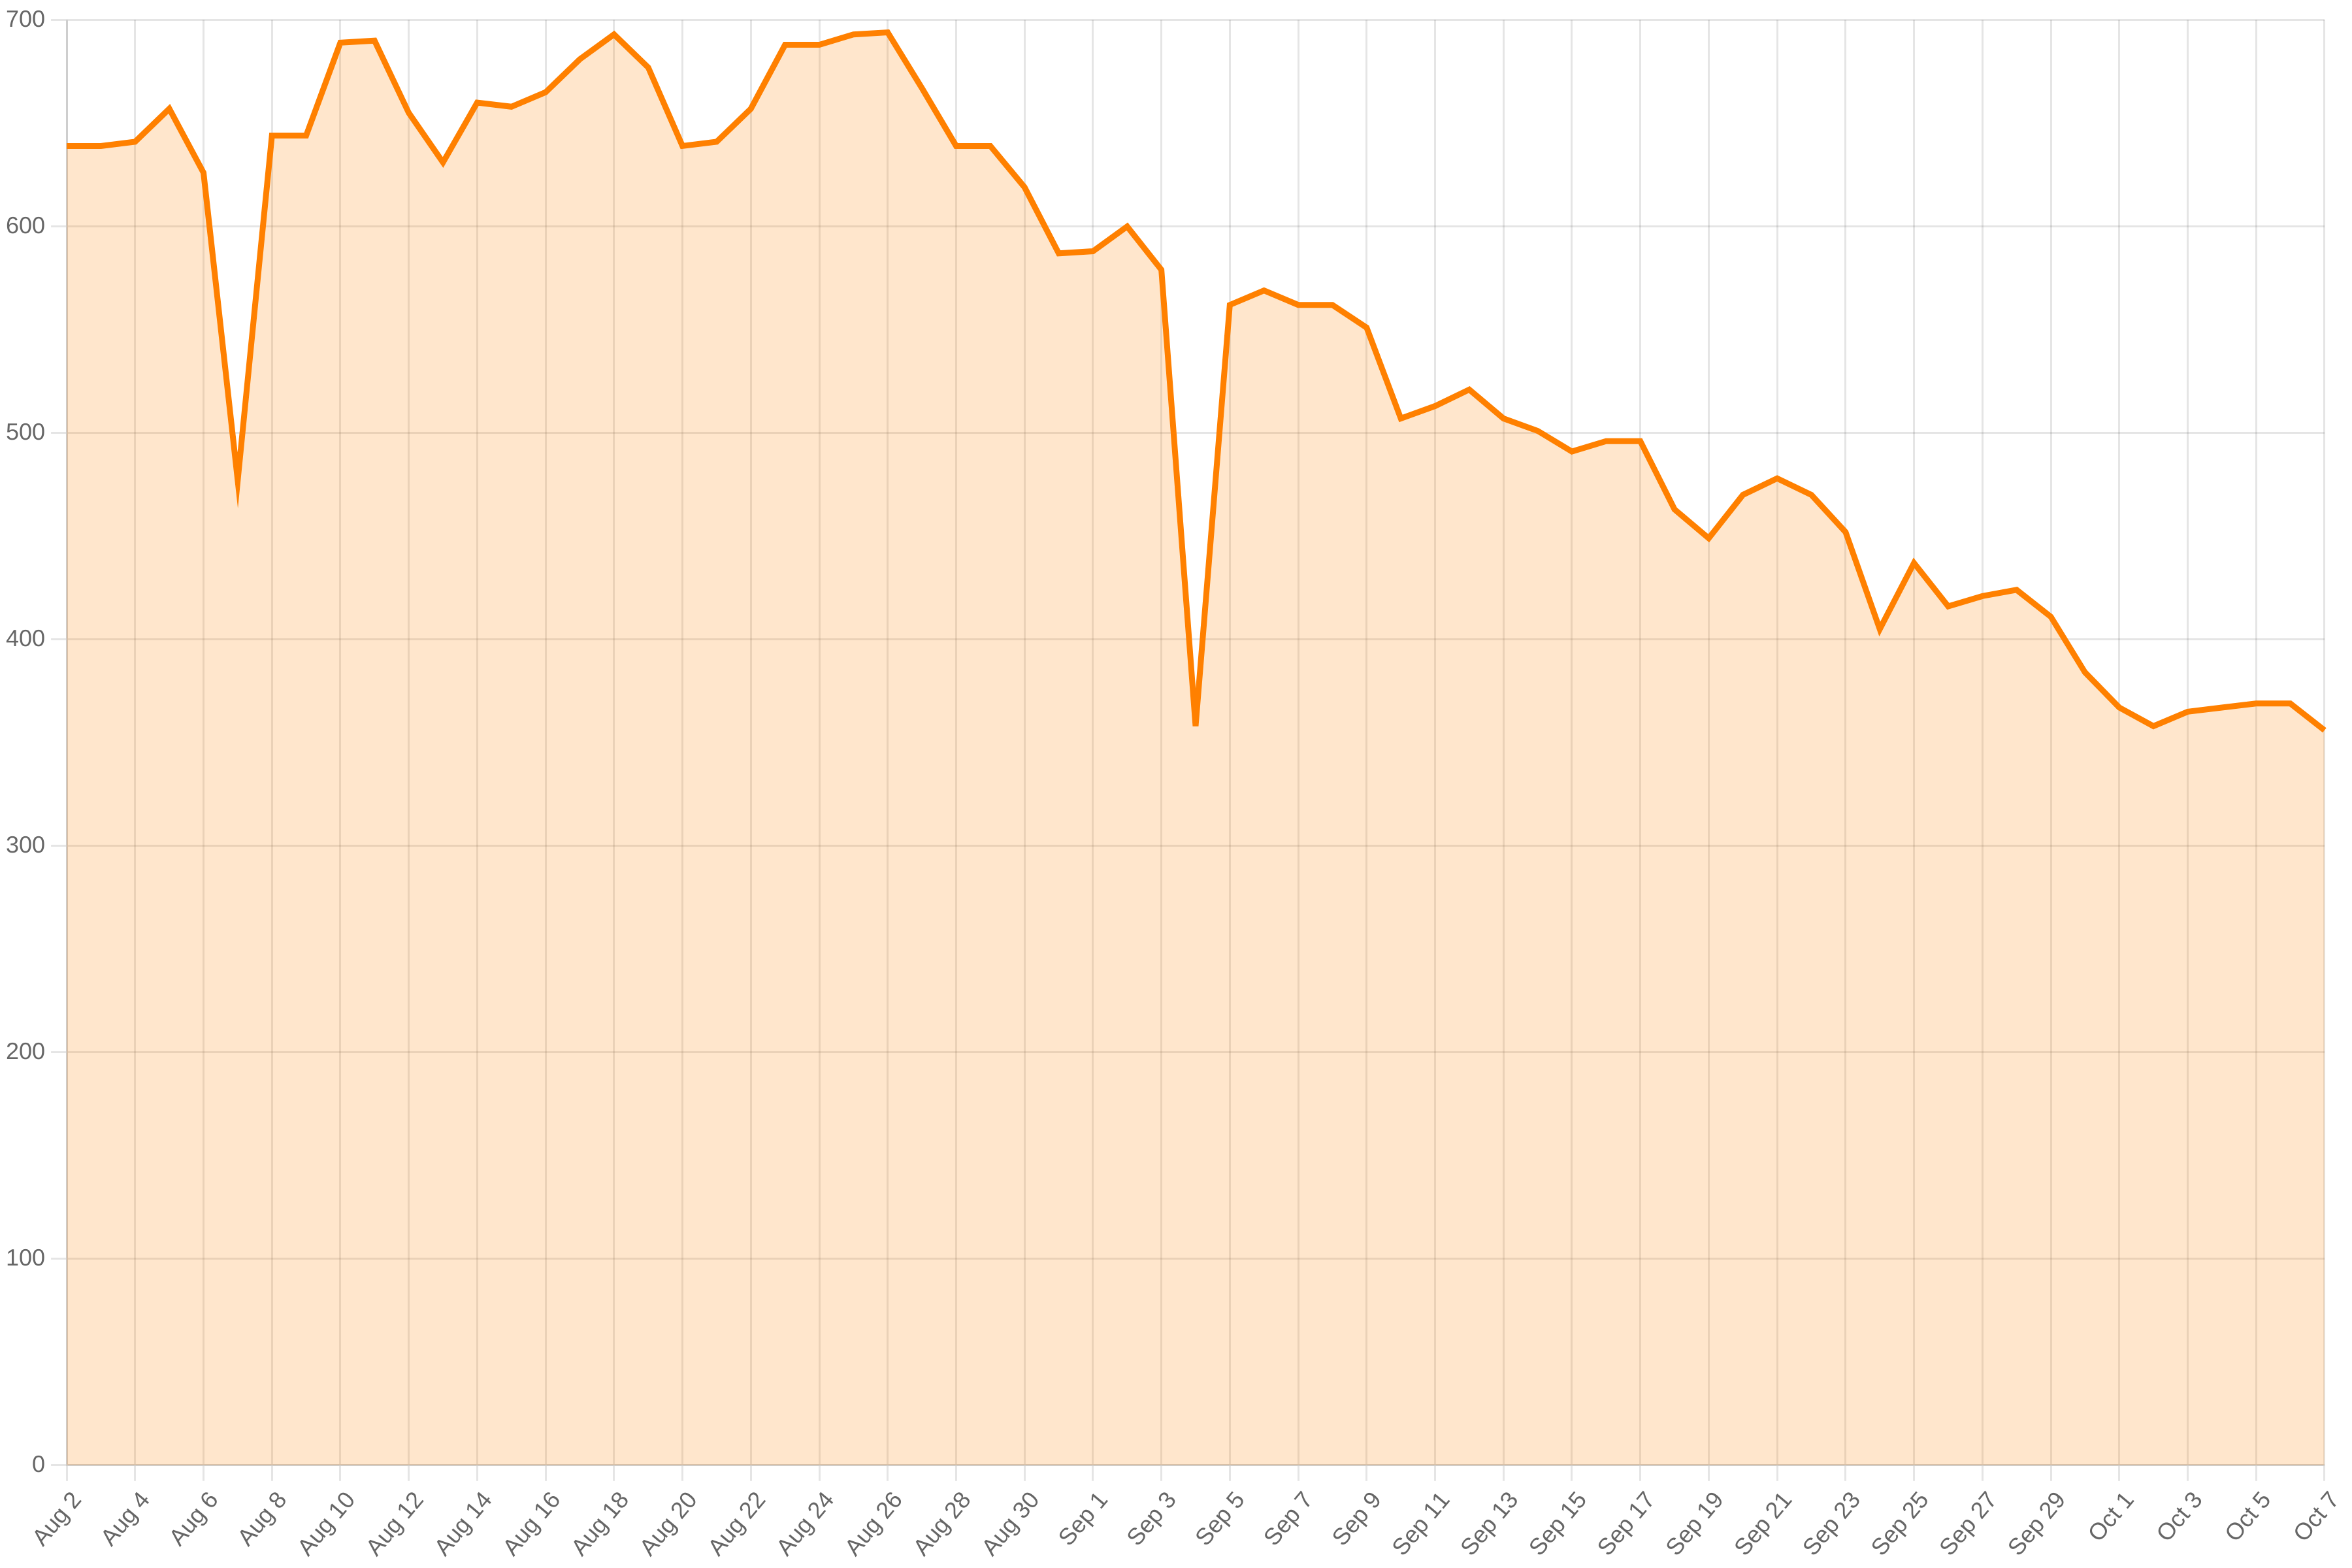 700
600
500
400
300
200
100
0
Aug 2
Aug 4
Aug 6
Aug 8
Aug 10
Aug 12
Aug 14
Aug 16
Aug 18
Aug 20
Aug 22
Aug 24
Aug 26
Aug 28
Aug 30
Sep 1
Sep 3
Sep 5
Sep 7
Sep 9
Sep 11
Sep 13
Sep 15
Sep 17
Sep 19
Sep 21
Sep 23
Sep 25
Sep 27
Sep 29
Oct 1
Oct 3
Oct 5
Oct 7